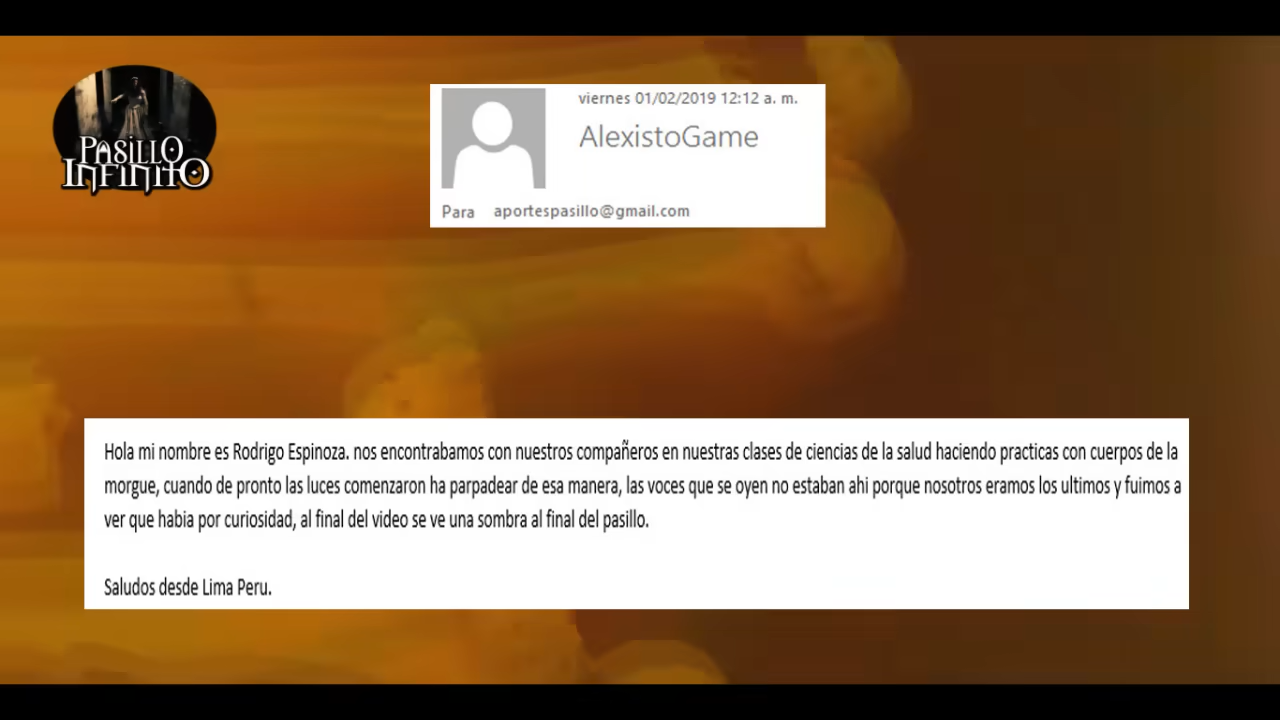 PASILLO
INFINITO
viernes 01/02/2019 12:12 a. m.
AlexistoGame
Para aportespasillo@gmail.com
Hola mi nombre es Rodrigo Espinoza. nos encontrabamos con nuestros compañeros en nuestras clases de ciencias de la salud haciendo practicas con cuerpos de la
morgue, cuando de pronto las luces comenzaron ha parpadear de esa manera, las voces que se oyen no estaban ahi porque nosotros eramos los ultimos y fuimos a
ver que habia por curiosidad, al final del video se ve una sombra al final del pasillo.
Saludos desde Lima Peru.